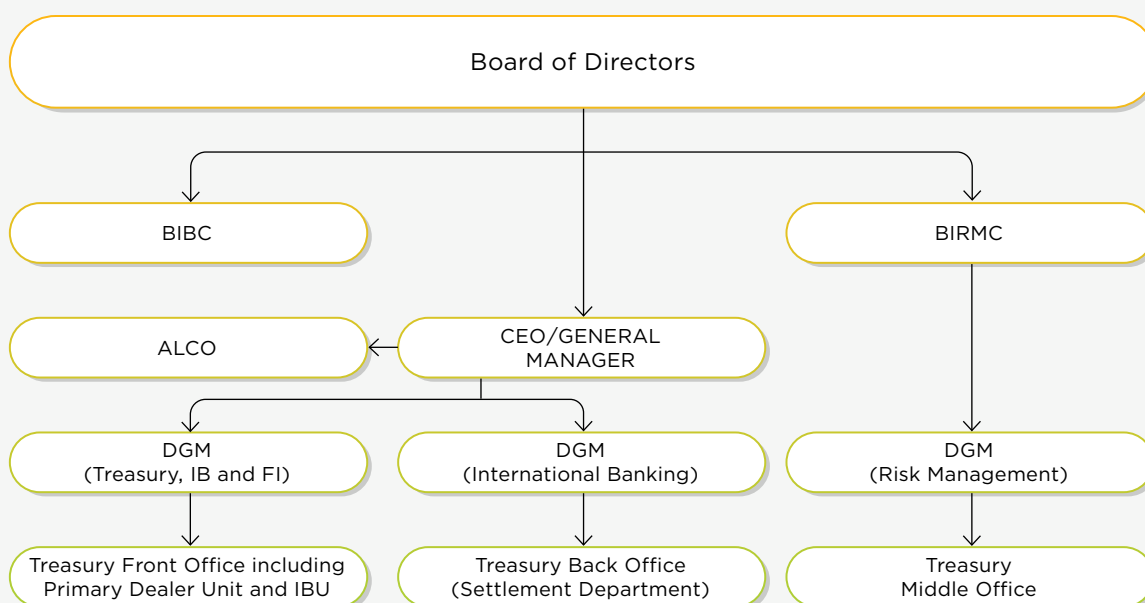 Board of Directors
BIBC
BIRMC
ALCO
CEO/GENERAL
MANAGER
DGM
(Treasury, IB and FI)
DGM
(International Banking)
DGM
(Risk Management)
Treasury Front Office including
Primary Dealer Unit and IBU
Treasury Back Office
(Settlement Department)
Treasury
Middle Office